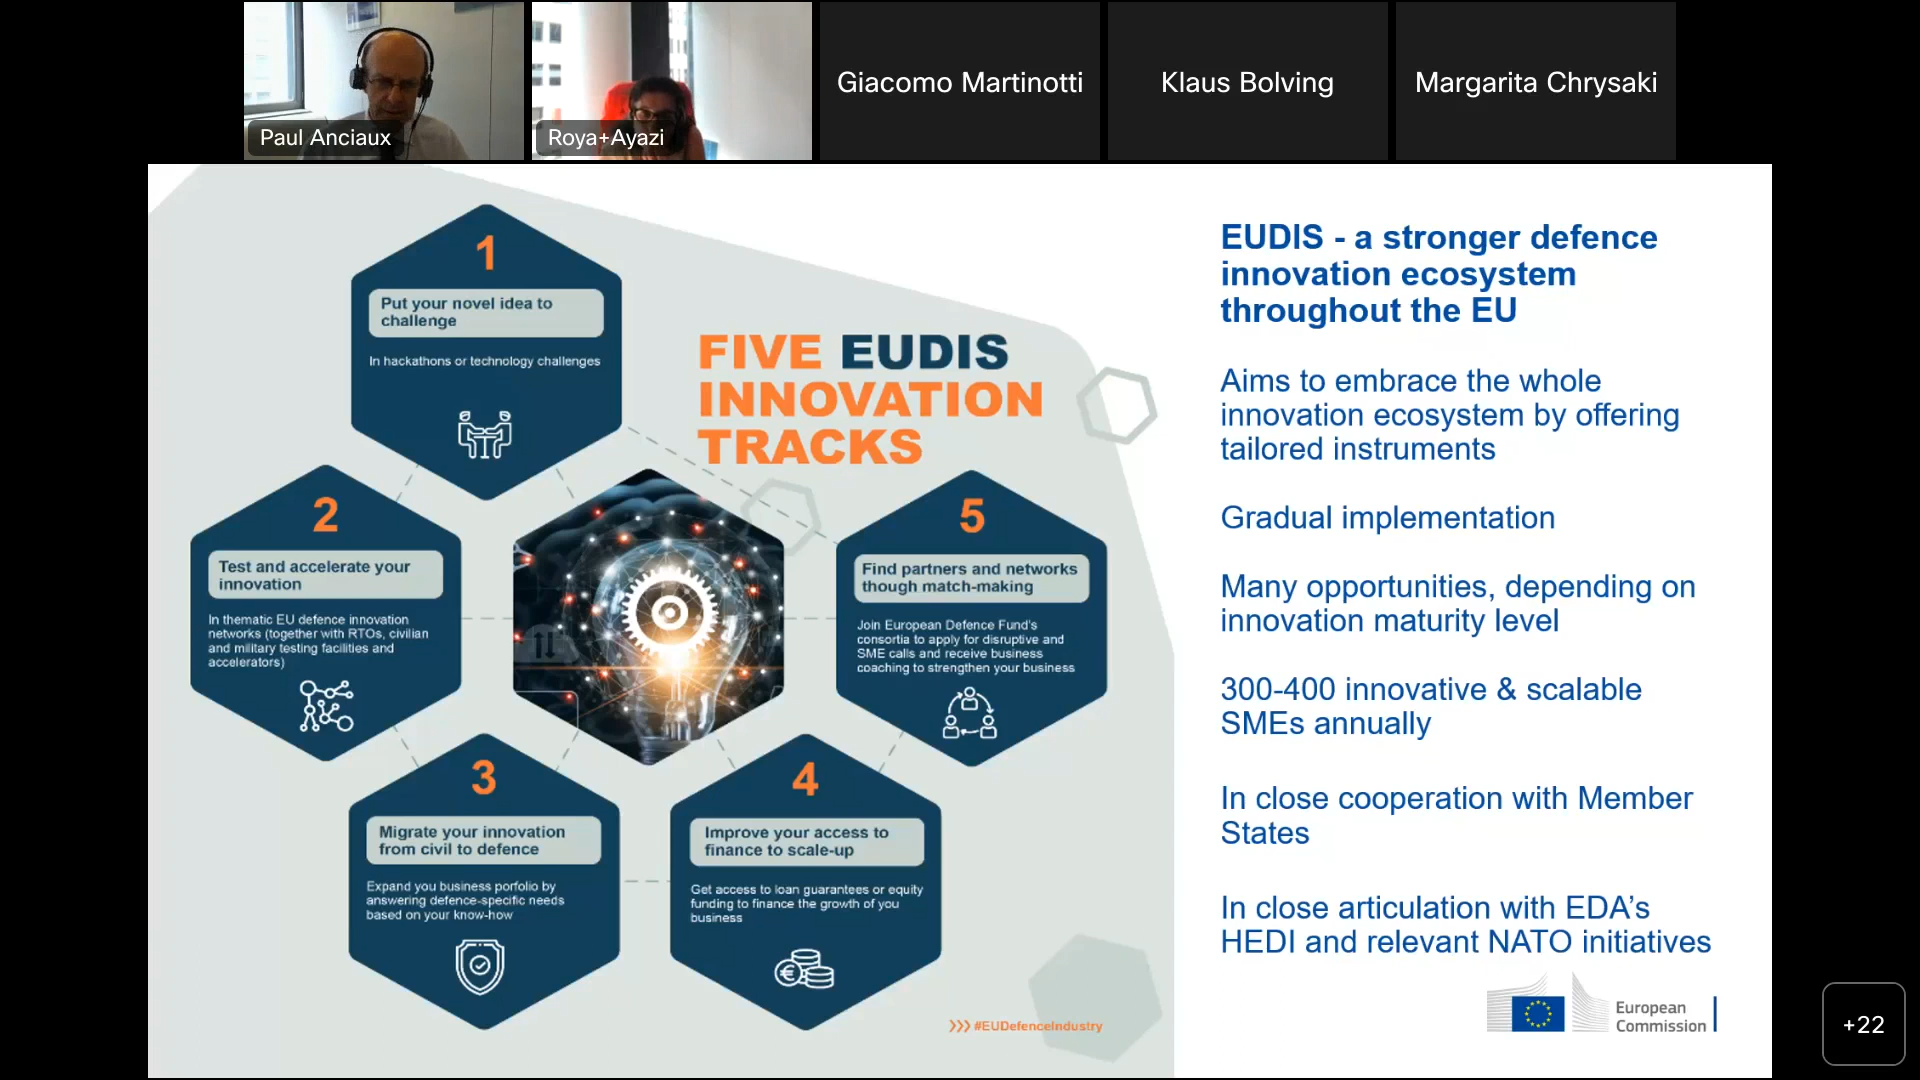 Paul Anciaux
Roya+Ayazi
Giacomo Martinotti
Klaus Bolving
Margarita Chrysaki
1
Put your novel idea to
challenge
In hackathons or technology challenges
FIVE EUDIS
INNOVATION
TRACKS
2
Test and accelerate your
innovation
In thematic EU defence innovation
networks (together with RTOs, civilian
and military testing facilities and
accelerators)
3
Migrate your innovation
from civil to defence
Expand you business porfolio by
answering defence-specific needs
based on your know-how
4
Improve your access to
finance to scale-up
Get access to loan guarantees or equity
funding to finance the growth of you
business
5
Find partners and networks
though match-making
Join European Defence Fund's
consortia to apply for disruptive and
SME calls and receive business
coaching to strengthen your business
#EUDefenceIndustry
EUDIS - a stronger defence
innovation ecosystem
throughout the EU
Aims to embrace the whole
innovation ecosystem by offering
tailored instruments
Gradual implementation
Many opportunities, depending on
innovation maturity level
300-400 innovative & scalable
SMEs annually
In close cooperation with Member
States
In close articulation with EDA’s
HEDI and relevant NATO initiatives
European
Commission
+22